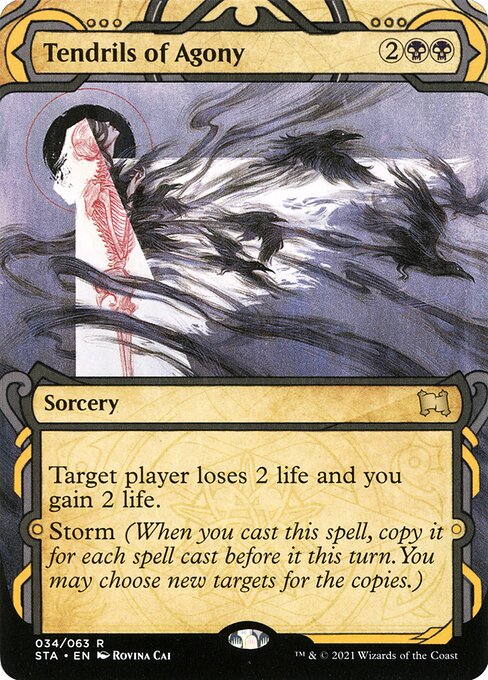 Tendrils of Agony 2
Sorcery
Target player loses 2 life and you
gain 2 life.
Storm (When you cast this spell, copy it
for each spell cast before it this turn. You
may choose new targets for the copies.)
034/063 R
STA • EN Rovina Cai
™ & © 2021 Wizards of the Coast